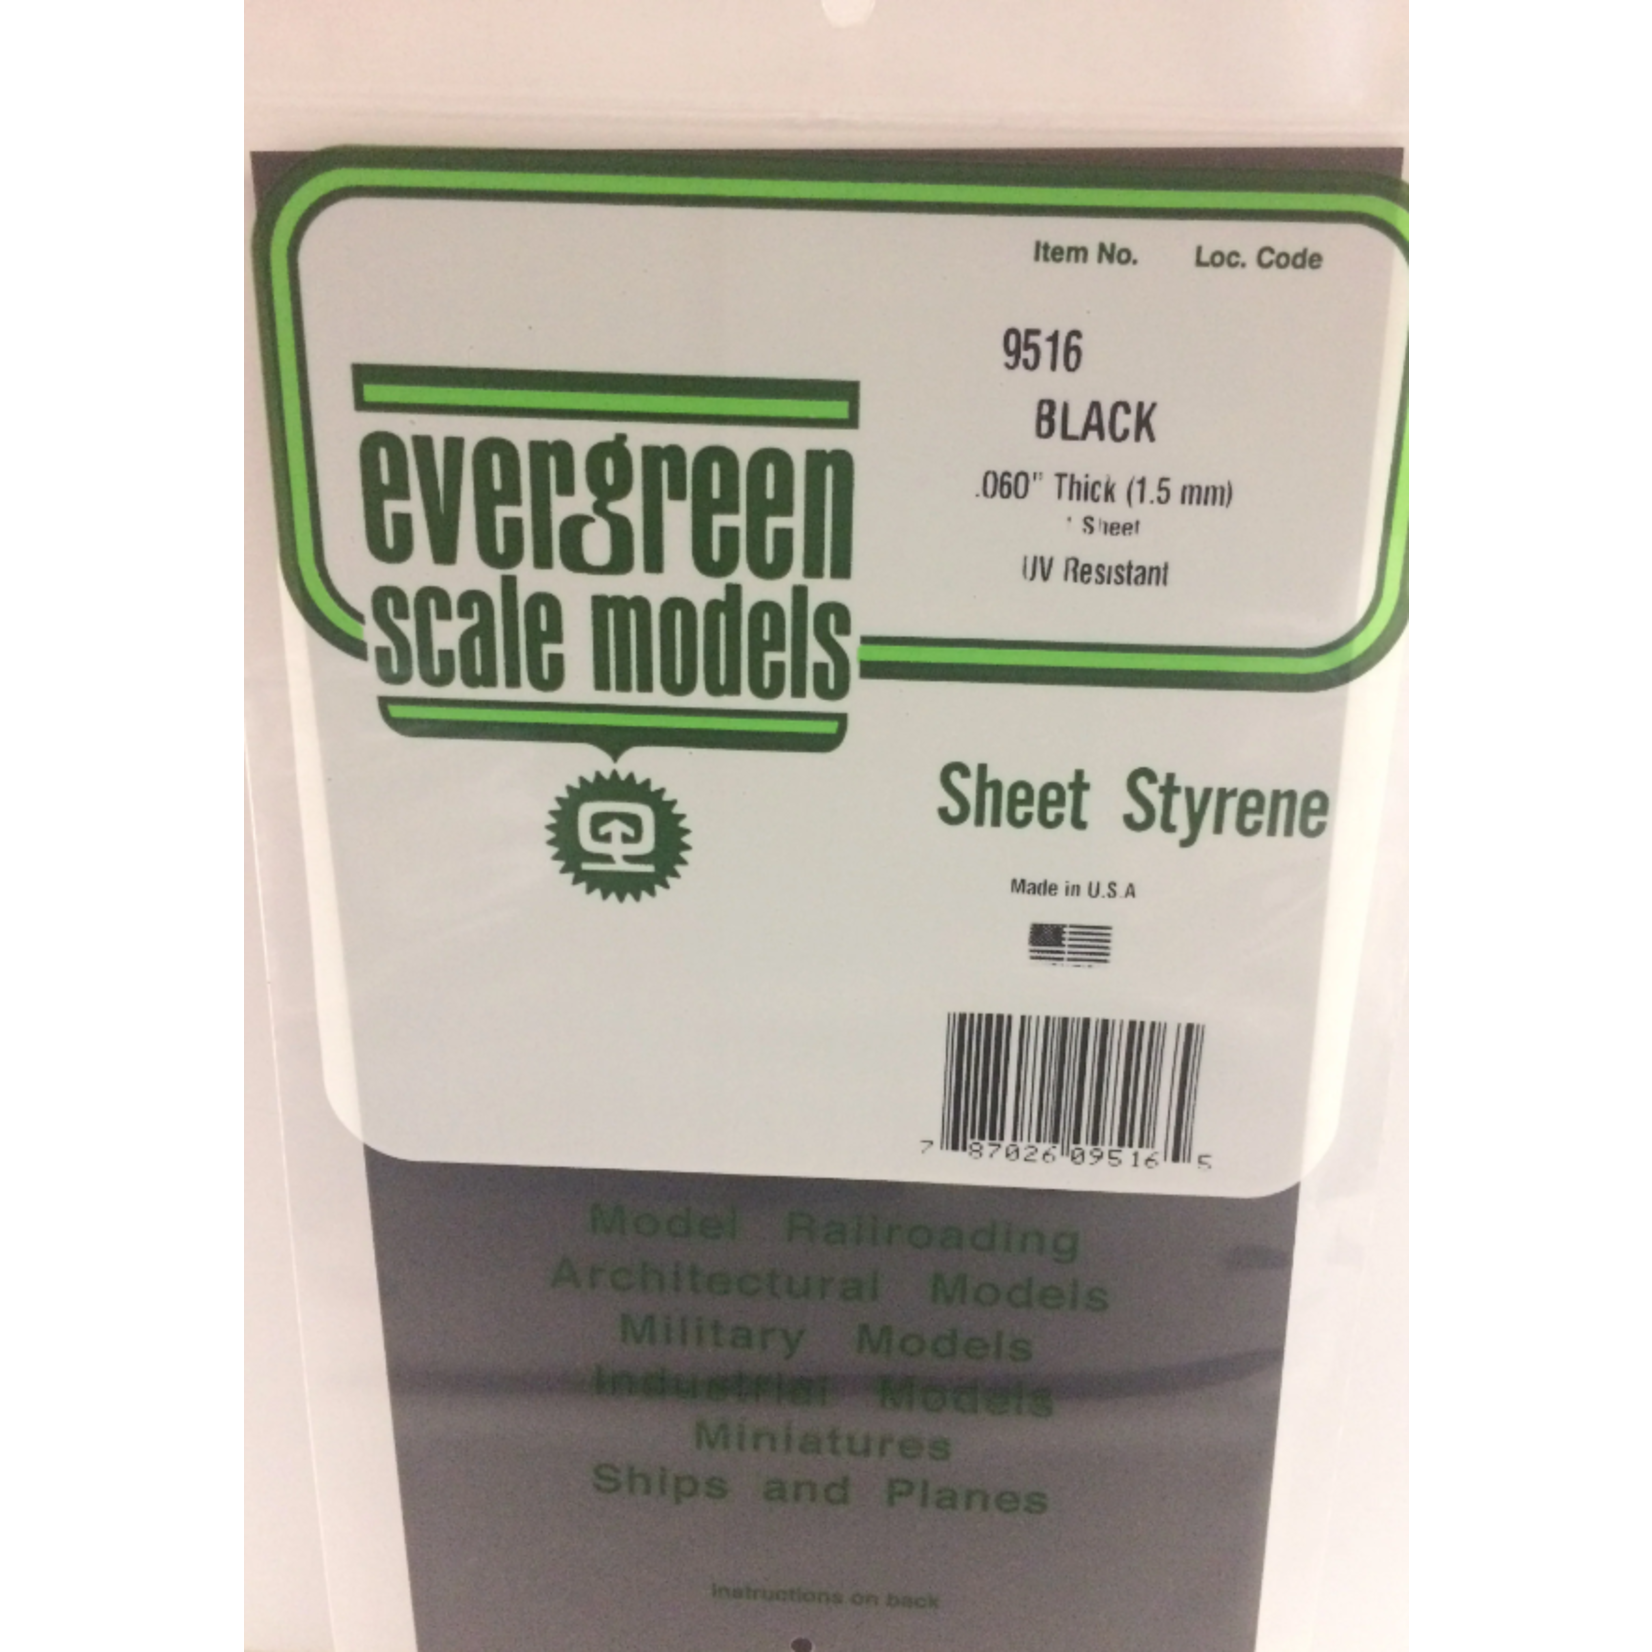 Item No. Loc. Code
9516
BLACK
.060" Thick (1.5 mm)
1 Sheet
UV Resistant
evergreen
scale models
Sheet Styrene
Made in U.S.A
7 87026 09516 5
Model Railroading
Architectural Models
Military Models
Industrial Models
Miniatures
Ships and Planes
Instructions on back